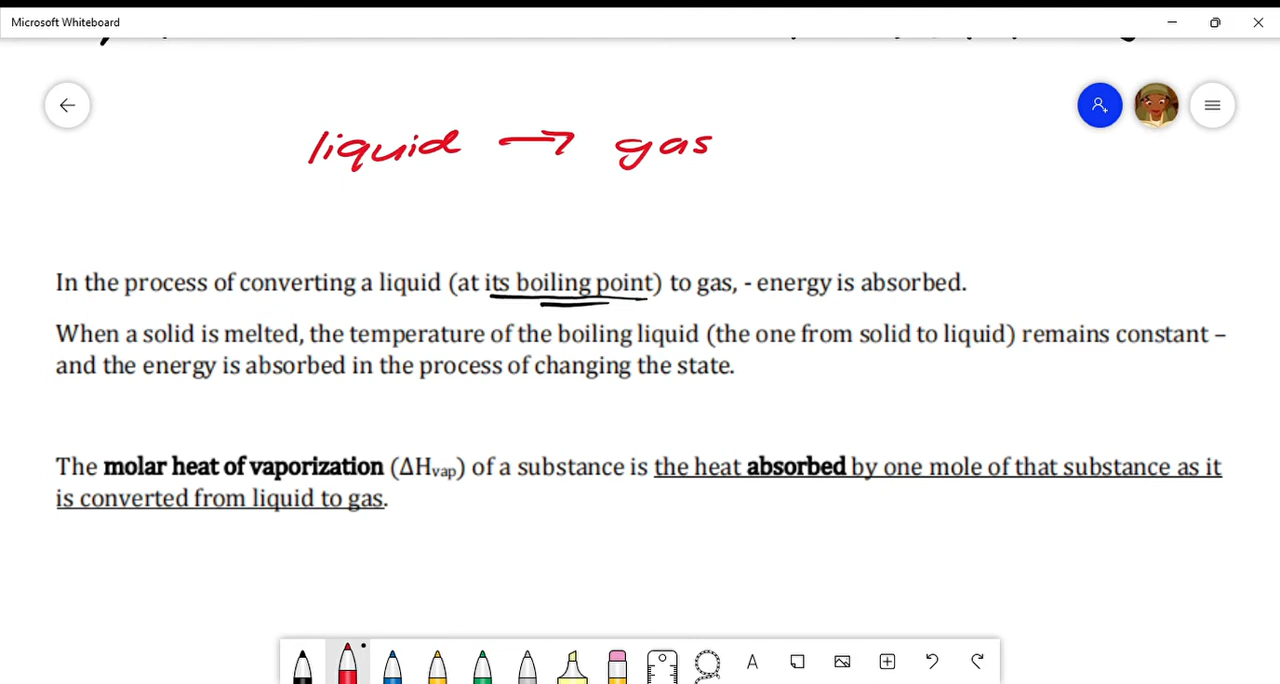 Microsoft Whiteboard
liquid → gas
In the process of converting a liquid (at its boiling point) to gas, - energy is absorbed.
When a solid is melted, the temperature of the boiling liquid (the one from solid to liquid) remains constant –
and the energy is absorbed in the process of changing the state.
The molar heat of vaporization (ΔHvap) of a substance is the heat absorbed by one mole of that substance as it
is converted from liquid to gas.
A